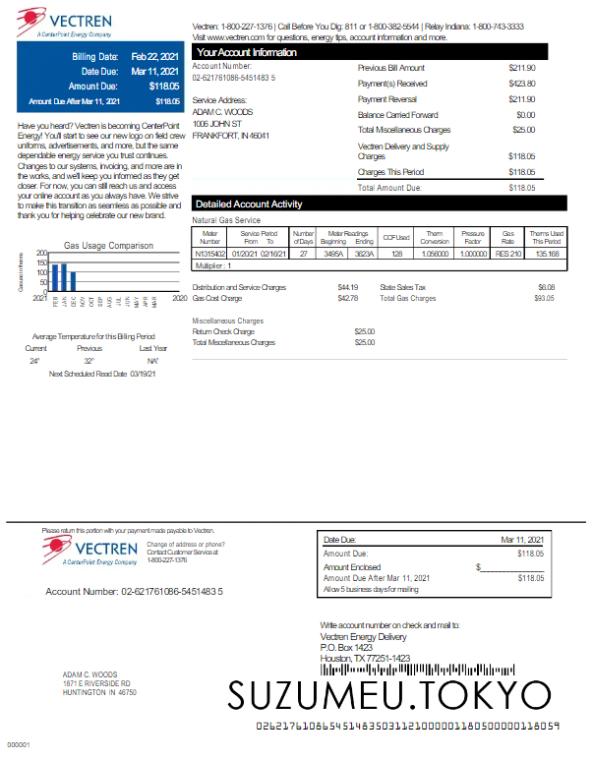 VECTREN
A CenterPoint Energy Company
Vectren: 1-800-227-1376 | Call Before You Dig: 811 or 1-800-382-5544 | Relay Indiana: 1-800-743-3333
Visit www.vectren.com for questions, energy tips, account information and more.
Billing Date: Feb 22, 2021
Date Due: Mar 11, 2021
Amount Due: $118.05
Amount Due After Mar 11, 2021 $118.05
Have you heard? Vectren is becoming CenterPoint
Energy! You'll start to see our new logo on field crew
uniforms, advertisements, and more, but the same
dependable energy service you trust continues.
Changes to our systems, invoicing, and more are in
the works, and we'll keep you informed as they get
closer. For now, you can still reach us and access
your online account as you always have. We strive
to make this transition as seamless as possible and
thank you for helping celebrate our new brand.
Gas Usage Comparison
200
150
100
50
0
2021 FEB JAN DEC NOV OCT SEP AUG JUL JUN MAY APR MAR 2020
Average Temperature for this Billing Period
Current Previous Last Year
24° 32° NA°
Next Scheduled Read Date 03/19/21
Your Account Information
Account Number:
02-621761086-5451483 5
Service Address:
ADAM C. WOODS
1006 JOHN ST
FRANKFORT, IN 46041
Previous Bill Amount $211.90
Payment(s) Received $423.80
Payment Reversal $211.90
Balance Carried Forward $0.00
Total Miscellaneous Charges $25.00
Vectren Delivery and Supply
Charges $118.05
Charges This Period $118.05
Total Amount Due: $118.05
Detailed Account Activity
Natural Gas Service
Meter Number Service Period From To Number of Days Meter Readings Beginning Ending CCF Used Therm Conversion Pressure Factor Gas Rate Therms Used This Period
N1315402 01/20/21 02/16/21 27 3495A 3623A 128 1.056000 1.000000 RES 210 135.168
Multiplier: 1
Distribution and Service Charges $44.19 State Sales Tax $6.08
Gas Cost Charge $42.78 Total Gas Charges $93.05
Miscellaneous Charges
Return Check Charge $25.00
Total Miscellaneous Charges $25.00
Please return this portion with your payment made payable to Vectren.
VECTREN
A CenterPoint Energy Company
Change of address or phone?
Contact Customer Service at
1-800-227-1376
Account Number: 02-621761086-5451483 5
Date Due: Mar 11, 2021
Amount Due: $118.05
Amount Enclosed $
Amount Due After Mar 11, 2021 $118.05
Allow 5 business days for mailing
Write account number on check and mail to:
Vectren Energy Delivery
P.O. Box 1423
Houston, TX 77251-1423
ADAM C. WOODS
1871 E RIVERSIDE RD
HUNTINGTON IN 46750
SUZUMEU.TOKYO
0262176108654514835031121000001180500000118059
000001